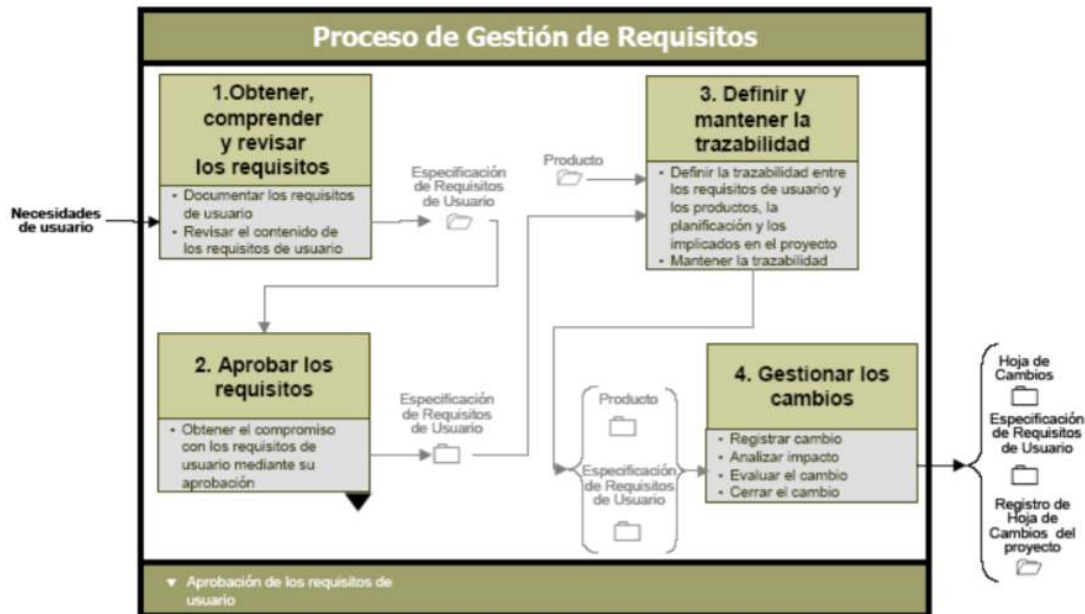 Proceso de Gestión de Requisitos
1.Obtener,
comprender
y revisar
los requisitos
• Documentar los requisitos
de usuario
• Revisar el contenido de
los requisitos de usuario
Necesidades
de usuario
Especificación
de Requisitos
de Usuario
Producto
3. Definir y
mantener la
trazabilidad
• Definir la trazabilidad entre
los requisitos de usuario y
los productos, la
planificación y los
implicados en el proyecto
• Mantener la trazabilidad
2. Aprobar los
requisitos
• Obtener el compromiso
con los requisitos de
usuario mediante su
aprobación
Especificación
de Requisitos
de Usuario
Producto
Especificación
de Requisitos
de Usuario
4. Gestionar los
cambios
• Registrar cambio
• Analizar impacto
• Evaluar el cambio
• Cerrar el cambio
Hoja de
Cambios
Especificación
de Requisitos
de Usuario
Registro de
Hoja de
Cambios del
proyecto
Aprobación de los requisitos de
usuario